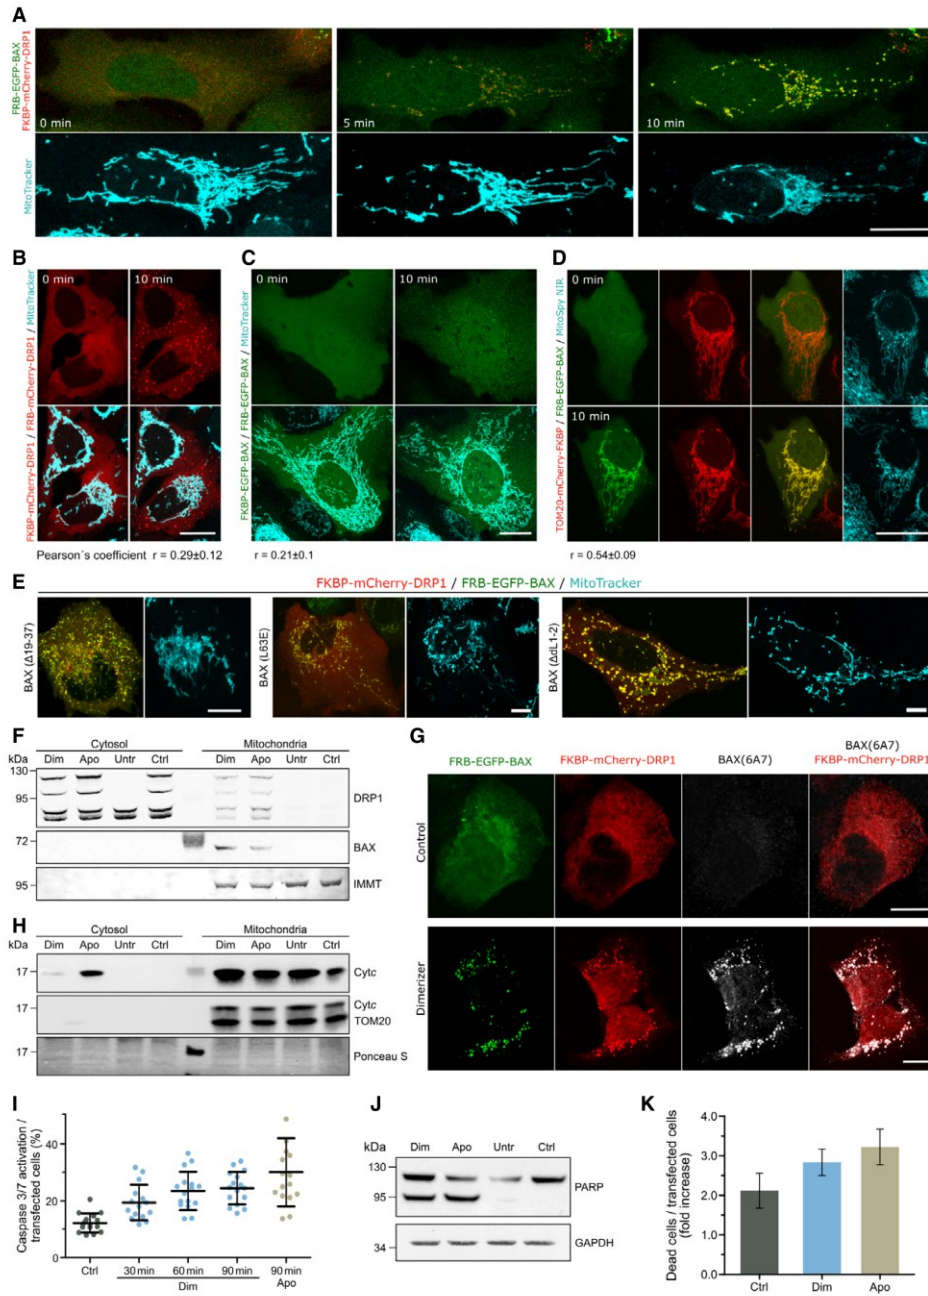 A
FRB-EGFP-BAX
FKBP-mCherry-DRP1
0 min
5 min
10 min
MitoTracker
B
C
D
FKBP-mCherry-DRP1 / FRB-mCherry-DRP1 / MitoTracker
0 min
10 min
FKBP-EGFP-BAX / FRB-EGFP-BAX / MitoTracker
0 min
10 min
TOM20-mCherry-FKBP / FRB-EGFP-BAX / MitoSpy NIR
0 min
10 min
Pearson´s coefficient r = 0.29±0.12
r = 0.21±0.1
r = 0.54±0.09
E
FKBP-mCherry-DRP1 / FRB-EGFP-BAX / MitoTracker
BAX (Δ19-37)
BAX (L63E)
BAX (ΔdL1-2)
F
Cytosol
Mitochondria
kDa
Dim Apo Untr Ctrl
Dim Apo Untr Ctrl
130
95
DRP1
72
BAX
95
IMMT
G
FRB-EGFP-BAX
FKBP-mCherry-DRP1
BAX(6A7)
BAX(6A7)
FKBP-mCherry-DRP1
Control
Dimerizer
H
Cytosol
Mitochondria
kDa
Dim Apo Untr Ctrl
Dim Apo Untr Ctrl
17
Cytc
17
Cytc
TOM20
17
Ponceau S
I
Caspase 3/7 activation /
transfected cells (%)
40
20
0
Ctrl
30 min
60 min
90 min
90 min
Dim
Apo
J
kDa
Dim Apo Untr Ctrl
130
95
PARP
34
GAPDH
K
Dead cells / transfected cells
(fold increase)
4.0
3.0
2.0
1.0
0.0
Ctrl
Dim
Apo